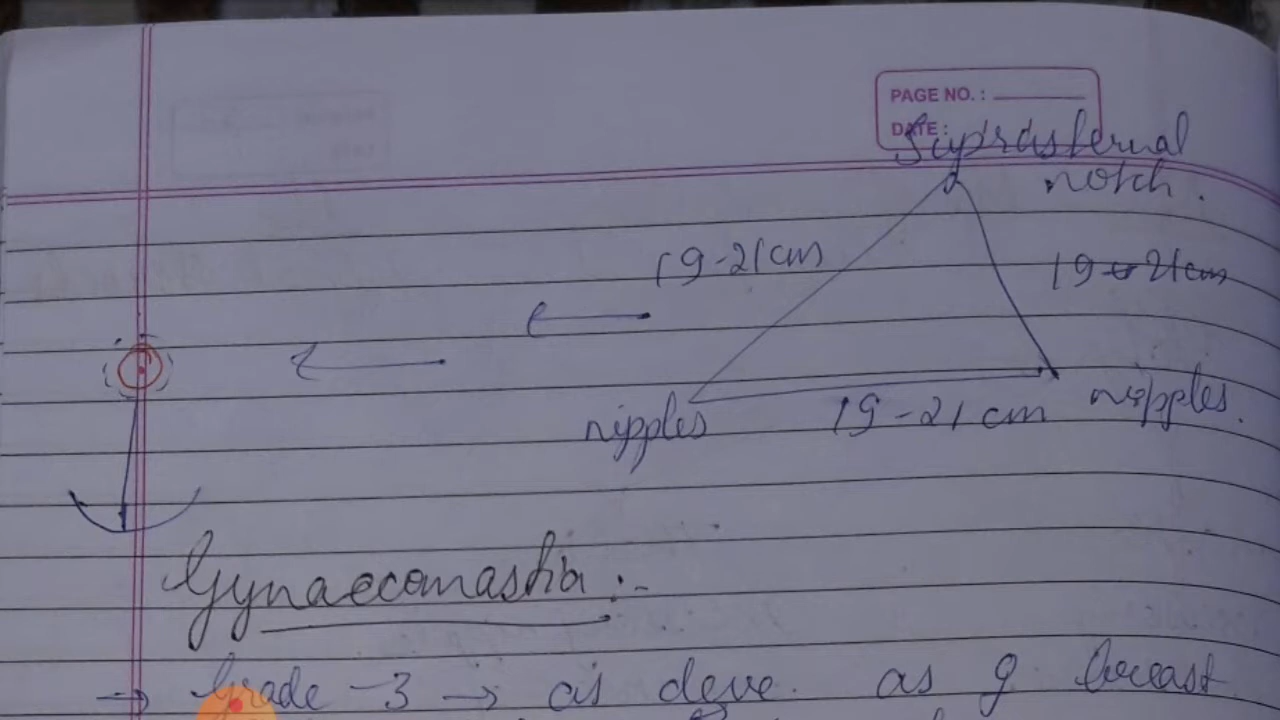 PAGE NO. :
DATE :
Suprasternal
notch.
19-21cm
19-21cm
nipples
19-21 cm
nipples.
Gynaecomastia :-
→ Grade -3 → as deve. as g breast